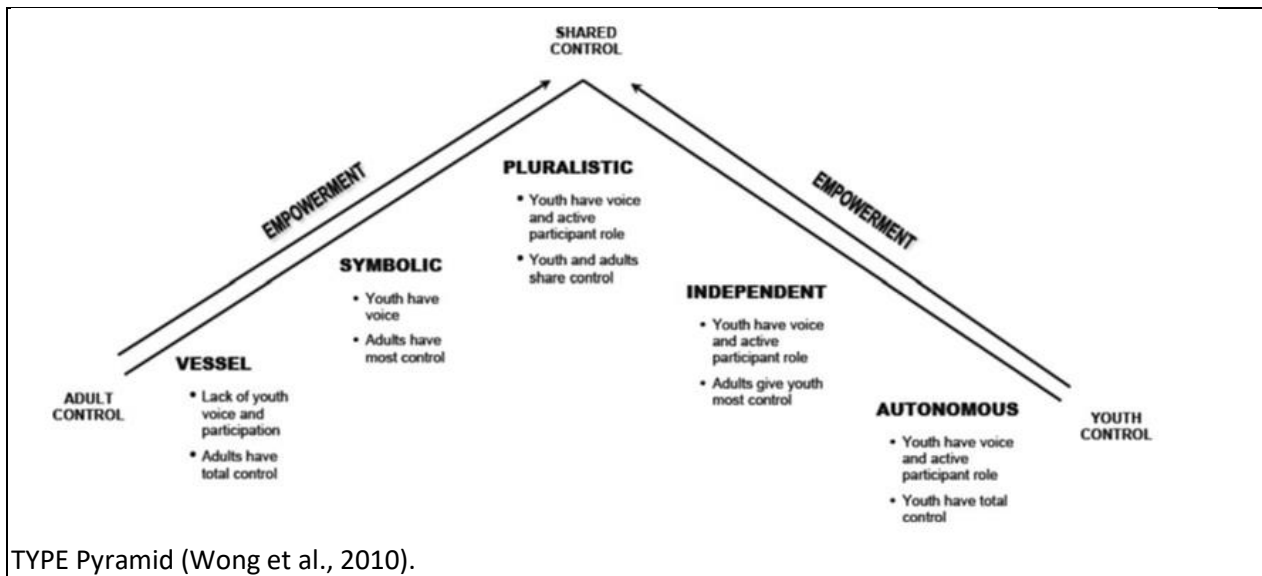 SHARED
CONTROL
EMPOWERMENT
EMPOWERMENT
PLURALISTIC
• Youth have voice
and active
participant role
• Youth and adults
share control
SYMBOLIC
• Youth have
voice
• Adults have
most control
INDEPENDENT
• Youth have voice
and active
participant role
• Adults give youth
most control
VESSEL
• Lack of youth
voice and
participation
• Adults have
total control
ADULT
CONTROL
AUTONOMOUS
• Youth have voice
and active
participant role
• Youth have total
control
YOUTH
CONTROL
TYPE Pyramid (Wong et al., 2010).